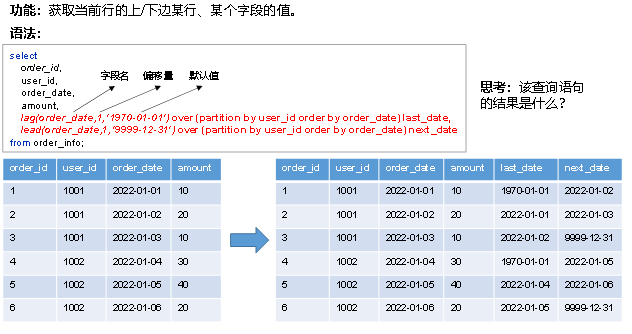 功能：获取当前行的上/下边某行、某个字段的值。
语法：
select
order_id,
user_id,
order_date,
amount,
字段名 偏移量 默认值
lag(order_date,1,'1970-01-01') over (partition by user_id order by order_date) last_date,
lead(order_date,1,'9999-12-31') over (partition by user_id order by order_date) next_date
from order_info;
思考：该查询语句
的结果是什么？
order_id user_id order_date amount
1 1001 2022-01-01 10
2 1001 2022-01-02 20
3 1001 2022-01-03 10
4 1002 2022-01-04 30
5 1002 2022-01-05 40
6 1002 2022-01-06 20
order_id user_id order_date amount last_date next_date
1 1001 2022-01-01 10 1970-01-01 2022-01-02
2 1001 2022-01-02 20 2022-01-01 2022-01-03
3 1001 2022-01-03 10 2022-01-02 9999-12-31
4 1002 2022-01-04 30 1970-01-01 2022-01-05
5 1002 2022-01-05 40 2022-01-04 2022-01-06
6 1002 2022-01-06 20 2022-01-05 9999-12-31